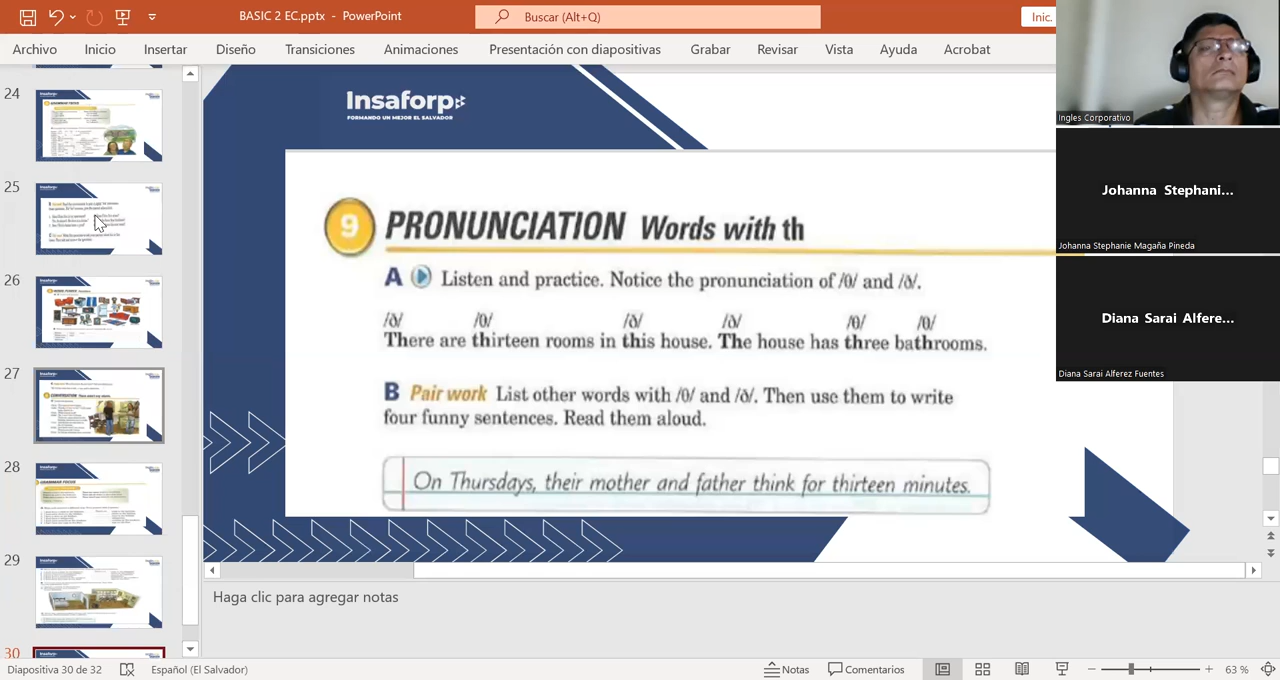 BASIC 2 EC.pptx - PowerPoint
Buscar (Alt+Q)
Inic.
Archivo Inicio Insertar Diseño Transiciones Animaciones Presentación con diapositivas Grabar Revisar Vista Ayuda Acrobat
Ingles Corporativo
Johanna Stephani...
Johanna Stephanie Magaña Pineda
Diana Sarai Alfere...
Diana Sarai Alferez Fuentes
24
25
26
27
28
29
30
Insaforp
FORMANDO UN MEJOR EL SALVADOR
9 PRONUNCIATION Words with th
A Listen and practice. Notice the pronunciation of /θ/ and /ð/.
/ð/ /θ/ /ð/ /ð/ /θ/ /θ/
There are thirteen rooms in this house. The house has three bathrooms.
B Pair work List other words with /θ/ and /ð/. Then use them to write
four funny sentences. Read them aloud.
On Thursdays, their mother and father think for thirteen minutes.
Haga clic para agregar notas
Diapositiva 30 de 32 Español (El Salvador) Notas Comentarios 63 %